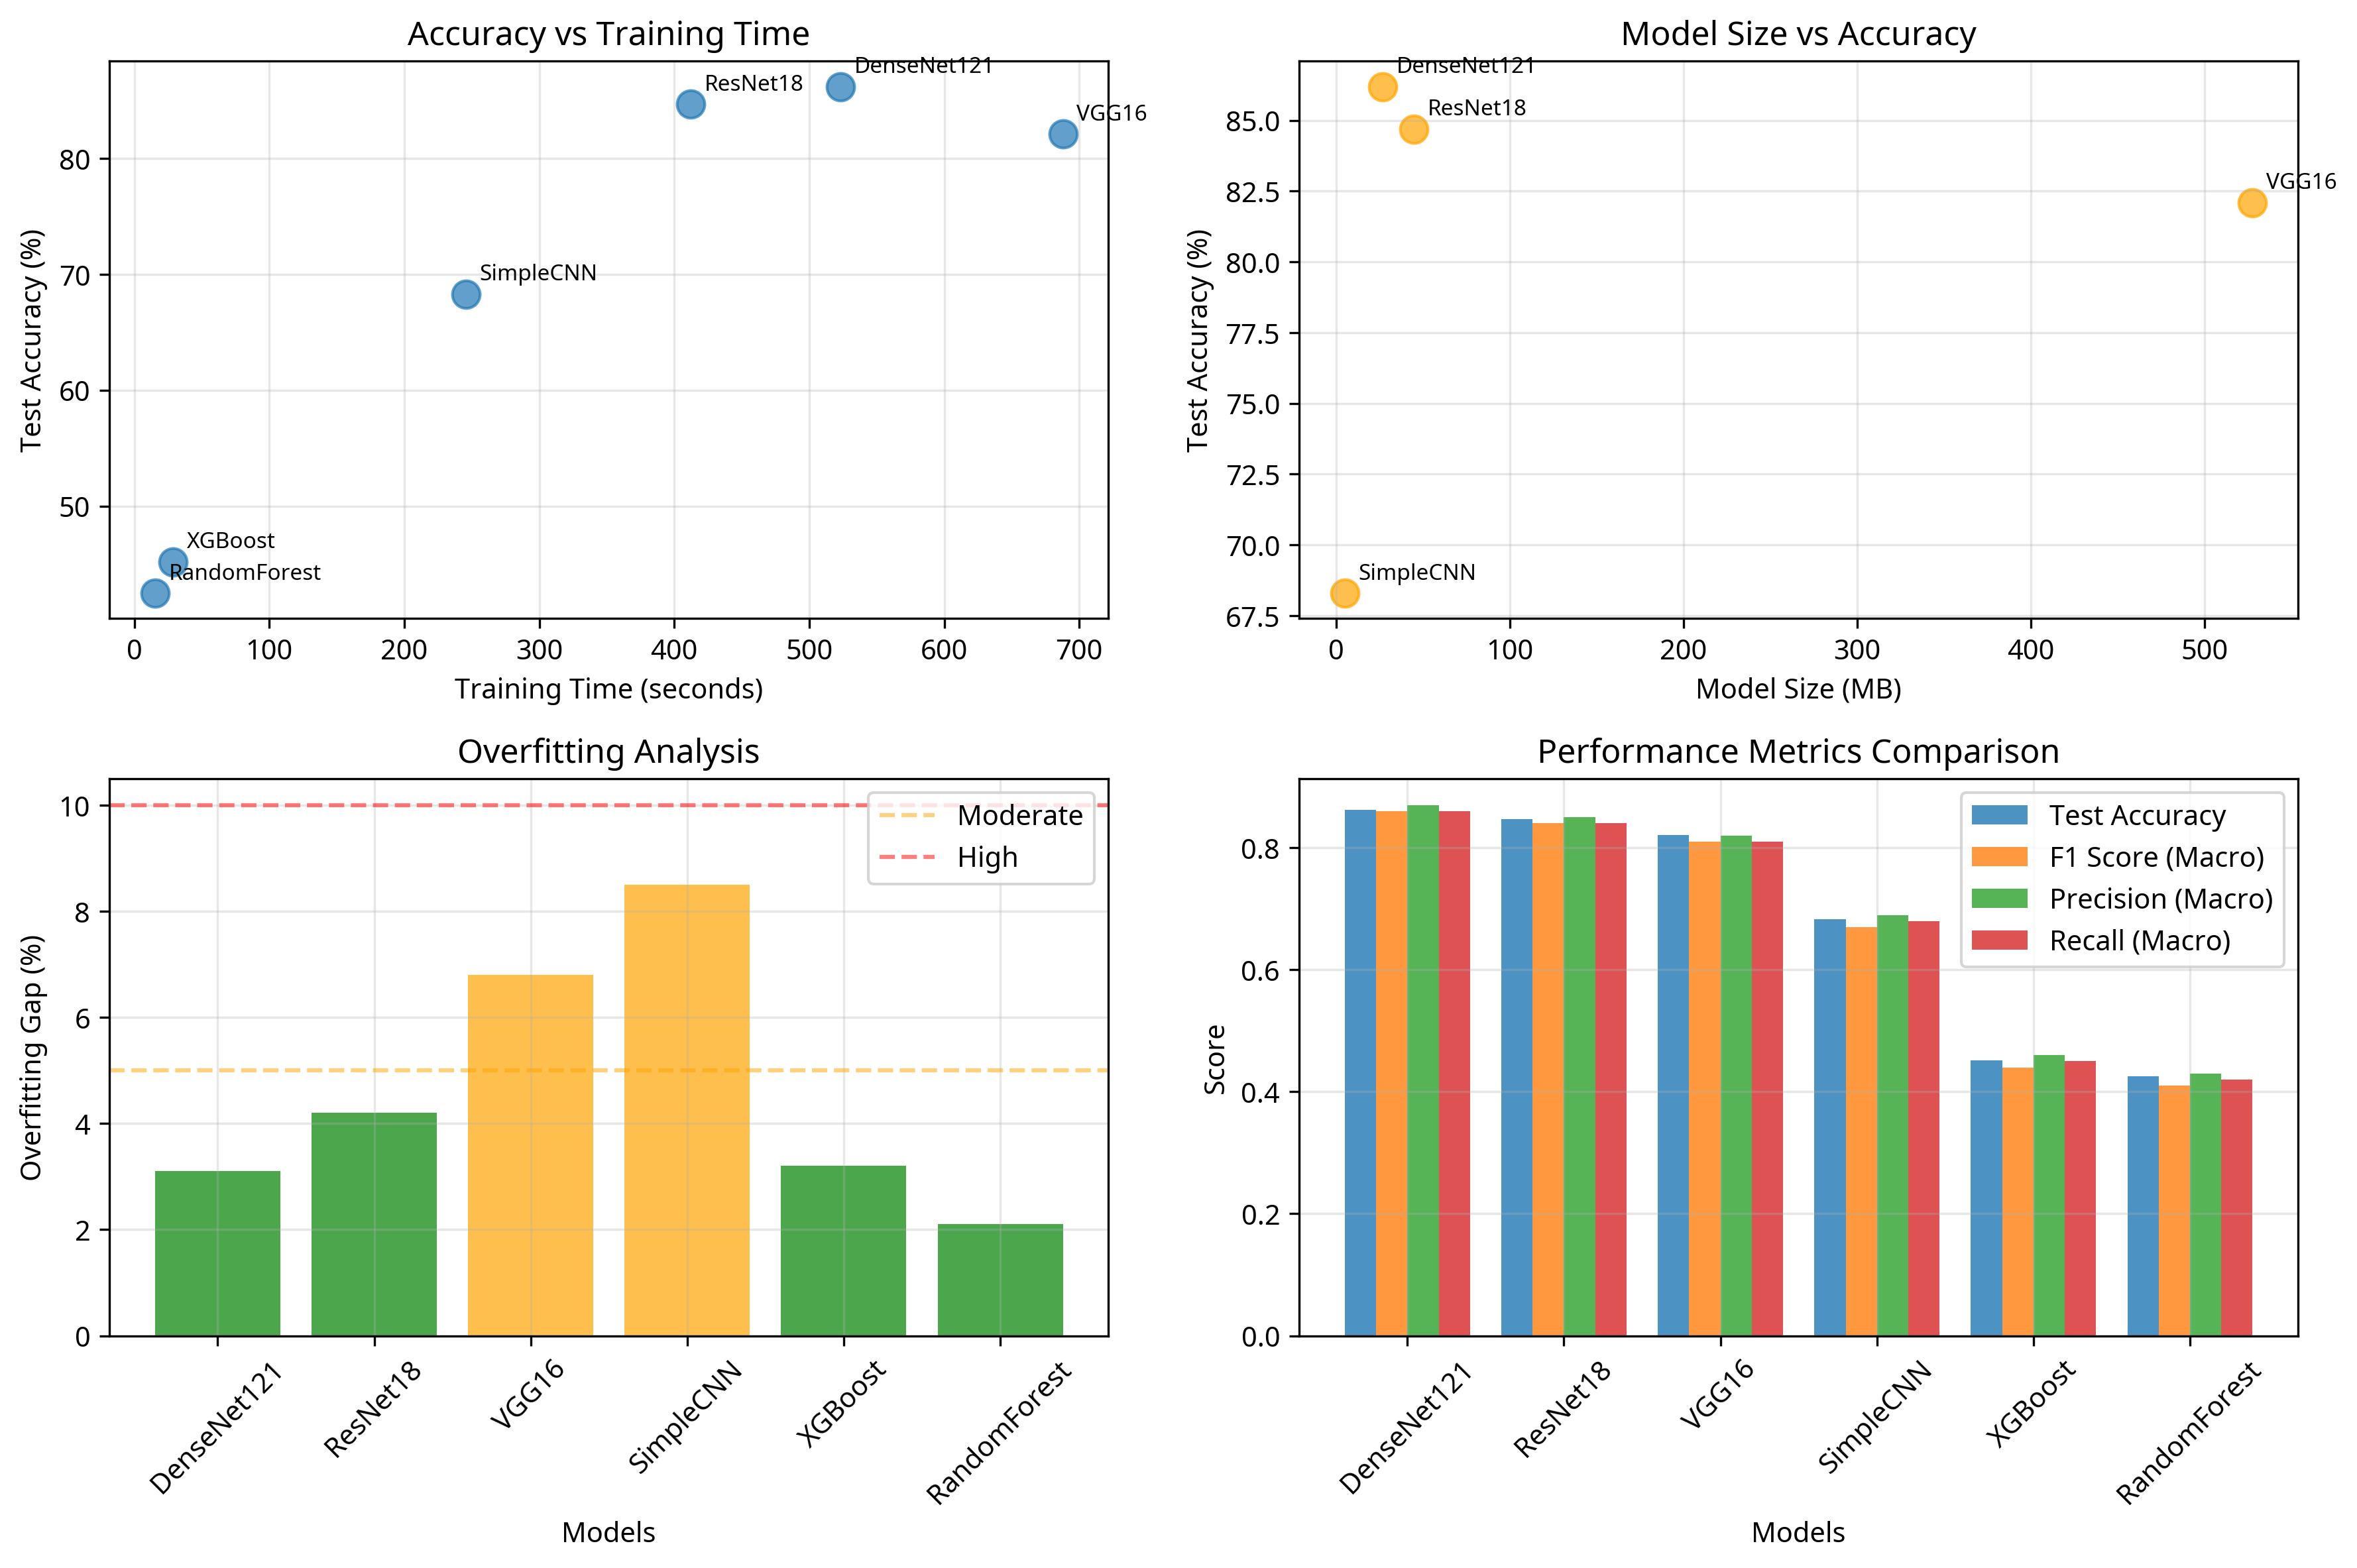 Accuracy vs Training Time
Test Accuracy (%)
80
70
60
50
DenseNet121
ResNet18
VGG16
SimpleCNN
XGBoost
RandomForest
0 100 200 300 400 500 600 700
Training Time (seconds)
Model Size vs Accuracy
Test Accuracy (%)
85.0
82.5
80.0
77.5
75.0
72.5
70.0
67.5
DenseNet121
ResNet18
VGG16
SimpleCNN
0 100 200 300 400 500
Model Size (MB)
Overfitting Analysis
Overfitting Gap (%)
10
8
6
4
2
0
Moderate
High
DenseNet121
ResNet18
VGG16
SimpleCNN
XGBoost
RandomForest
Models
Performance Metrics Comparison
Score
0.8
0.6
0.4
0.2
0.0
Test Accuracy
F1 Score (Macro)
Precision (Macro)
Recall (Macro)
DenseNet121
ResNet18
VGG16
SimpleCNN
XGBoost
RandomForest
Models